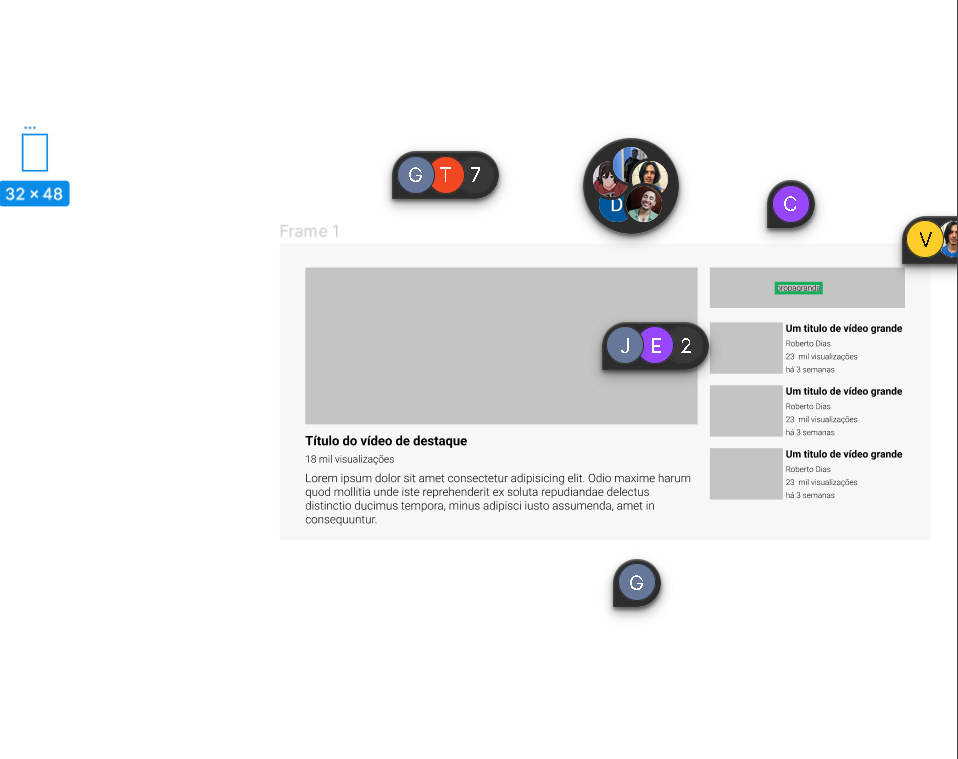 ...
32 × 48
G T 7
D
C
V
Frame 1
propagranda
J E 2
Título do vídeo de destaque
18 mil visualizações
Lorem ipsum dolor sit amet consectetur adipisicing elit. Odio maxime harum
quod mollitia unde iste reprehenderit ex soluta repudiandae delectus
distinctio ducimus tempora, minus adipisci iusto assumenda, amet in
consequuntur.
Um titulo de vídeo grande
Roberto Dias
23 mil visualizações
há 3 semanas
Um titulo de vídeo grande
Roberto Dias
23 mil visualizações
há 3 semanas
Um titulo de vídeo grande
Roberto Dias
23 mil visualizações
há 3 semanas
G